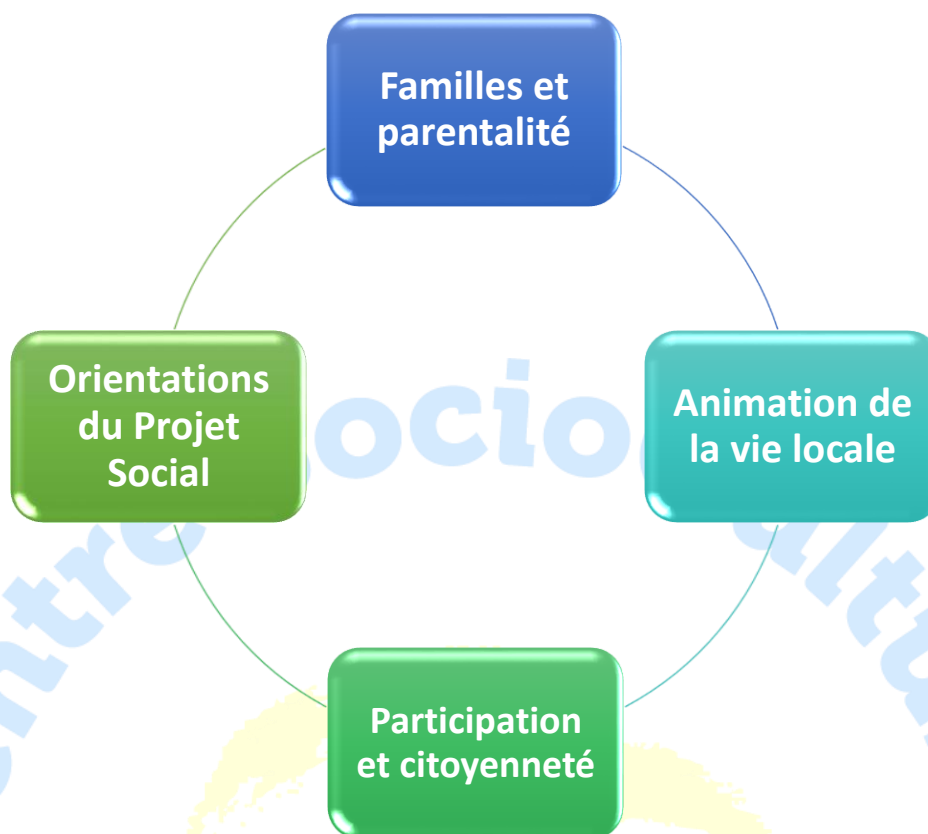 Familles et
parentalité
Orientations
du Projet
Social
Animation de
la vie locale
Participation
et citoyenneté